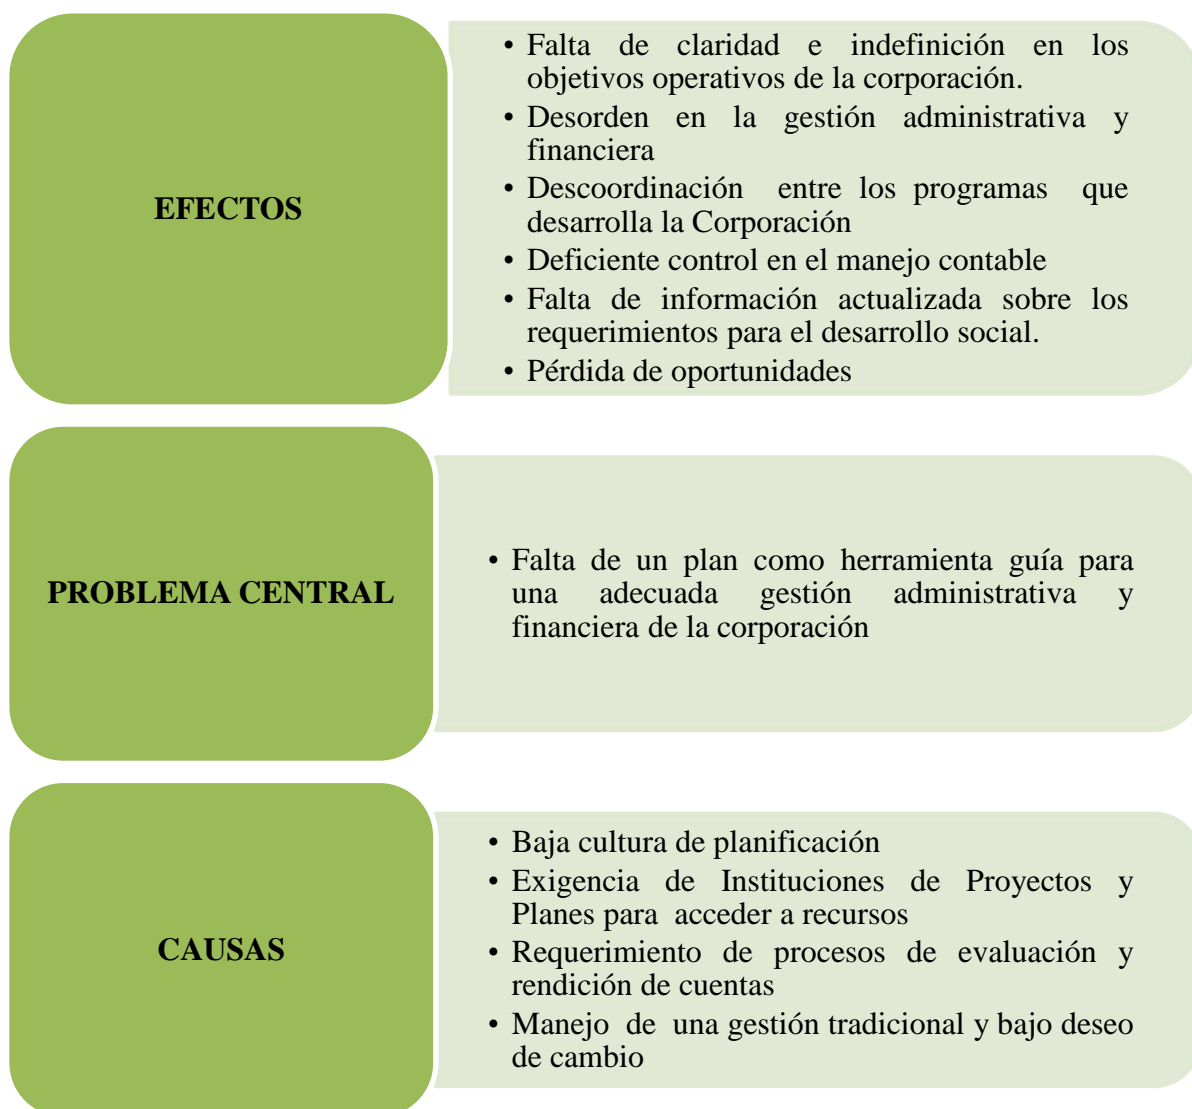 EFECTOS
• Falta de claridad e indefinición en los
objetivos operativos de la corporación.
• Desorden en la gestión administrativa y
financiera
• Descoordinación entre los programas que
desarrolla la Corporación
• Deficiente control en el manejo contable
• Falta de información actualizada sobre los
requerimientos para el desarrollo social.
• Pérdida de oportunidades
PROBLEMA CENTRAL
• Falta de un plan como herramienta guía para
una adecuada gestión administrativa y
financiera de la corporación
CAUSAS
• Baja cultura de planificación
• Exigencia de Instituciones de Proyectos y
Planes para acceder a recursos
• Requerimiento de procesos de evaluación y
rendición de cuentas
• Manejo de una gestión tradicional y bajo deseo
de cambio